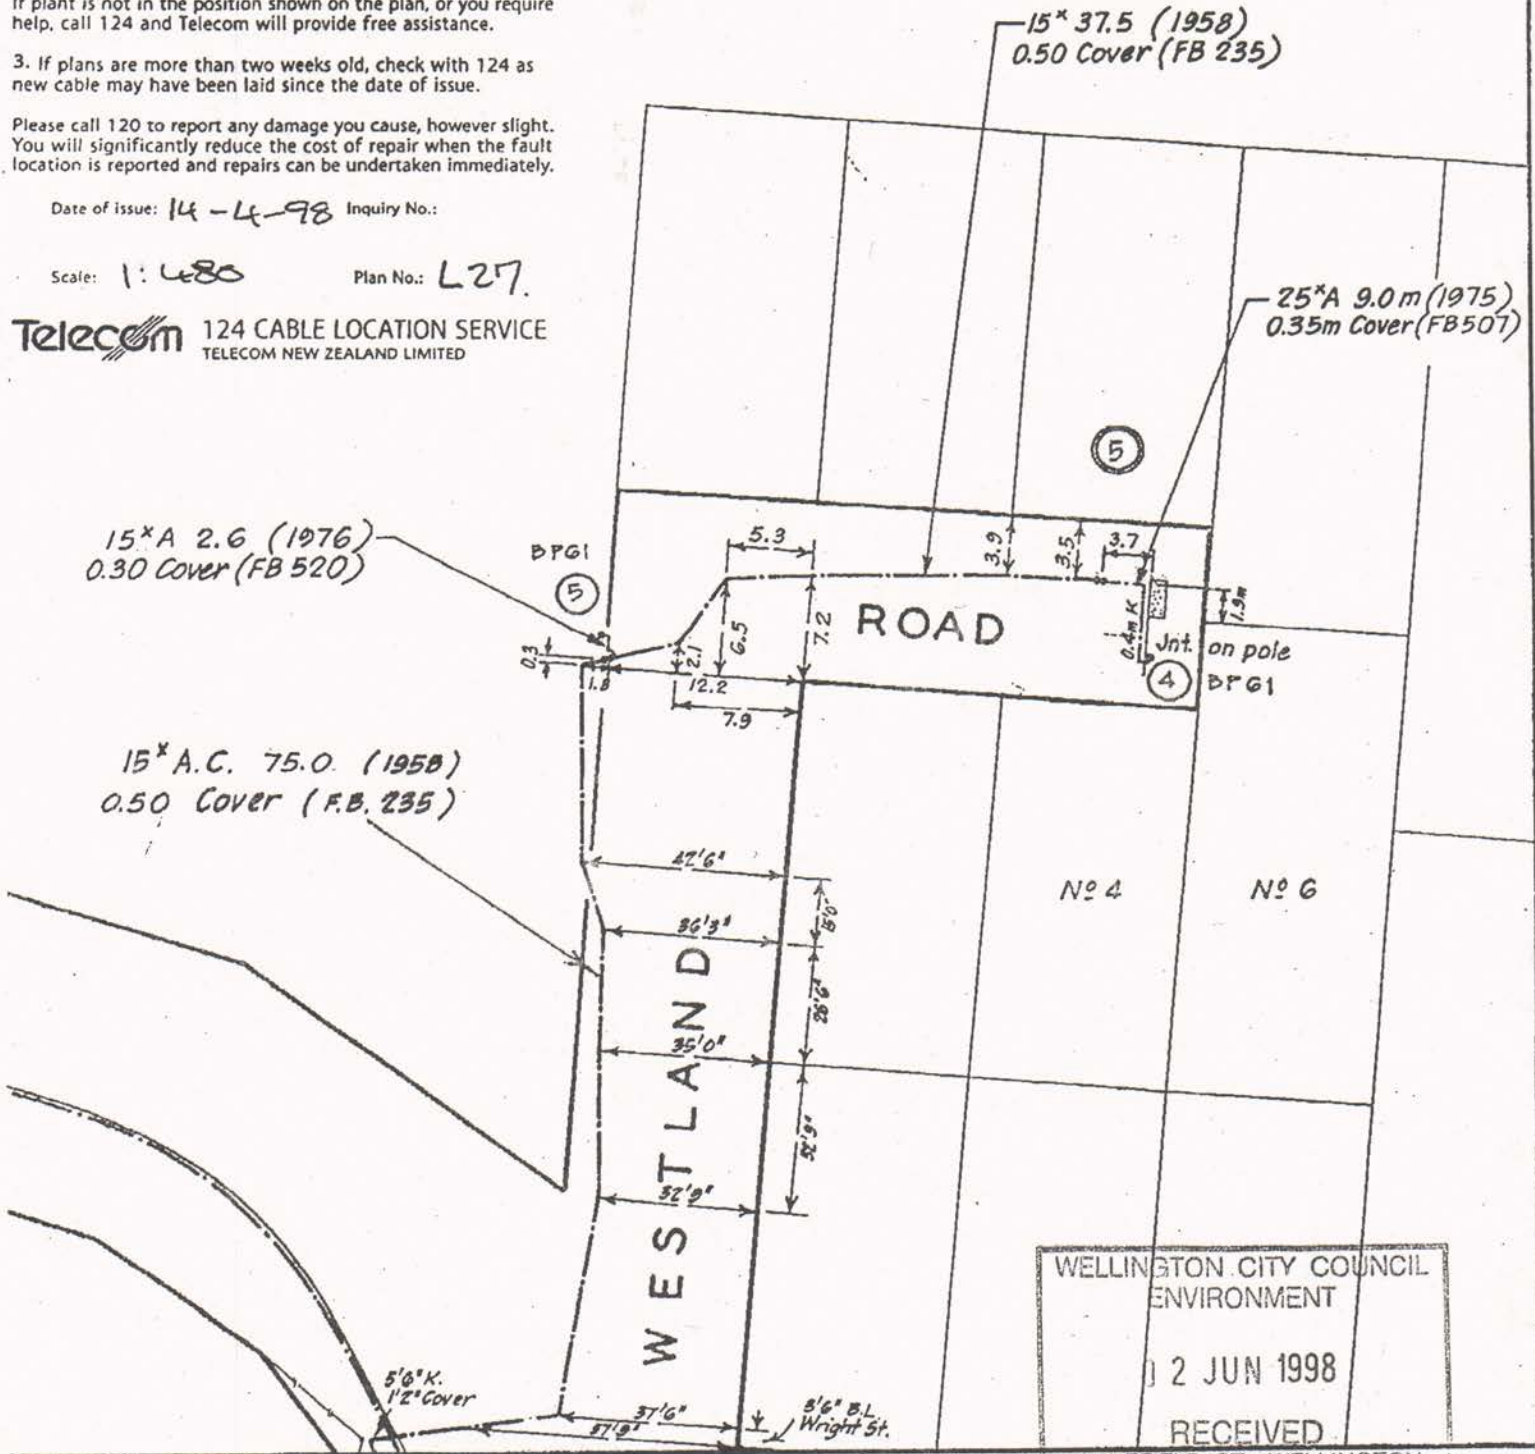 If plant is not in the position shown on the plan, or you require
help, call 124 and Telecom will provide free assistance.
3. If plans are more than two weeks old, check with 124 as
new cable may have been laid since the date of issue.
Please call 120 to report any damage you cause, however slight.
You will significantly reduce the cost of repair when the fault
location is reported and repairs can be undertaken immediately.
Date of issue: 14-4-98 Inquiry No.:
Scale: 1:480 Plan No.: L27.
Telecom 124 CABLE LOCATION SERVICE
TELECOM NEW ZEALAND LIMITED
15x 37.5 (1958)
0.50 Cover (FB 235)
25xA 9.0m (1975)
0.35m Cover (FB507)
5
15xA 2.6 (1976)
0.30 Cover (FB 520)
BPG1
5
5.3
3.9
3.5
3.7
1.9m
ROAD
7.2
6.5
2.1
0.3
1.8
12.2
7.9
0.4m K
Jnt. on pole
4
BPG1
15x A.C. 75.0 (1958)
0.50 Cover (F.B. 235)
42'6"
15'0"
36'3"
26'6"
35'0"
52'9"
32'9"
WESTLAND
No 4
No 6
5'6" K.
1'2" Cover
37'6"
57'9"
3'6" B.L.
Wright St.
WELLINGTON CITY COUNCIL
ENVIRONMENT
2 JUN 1998
RECEIVED